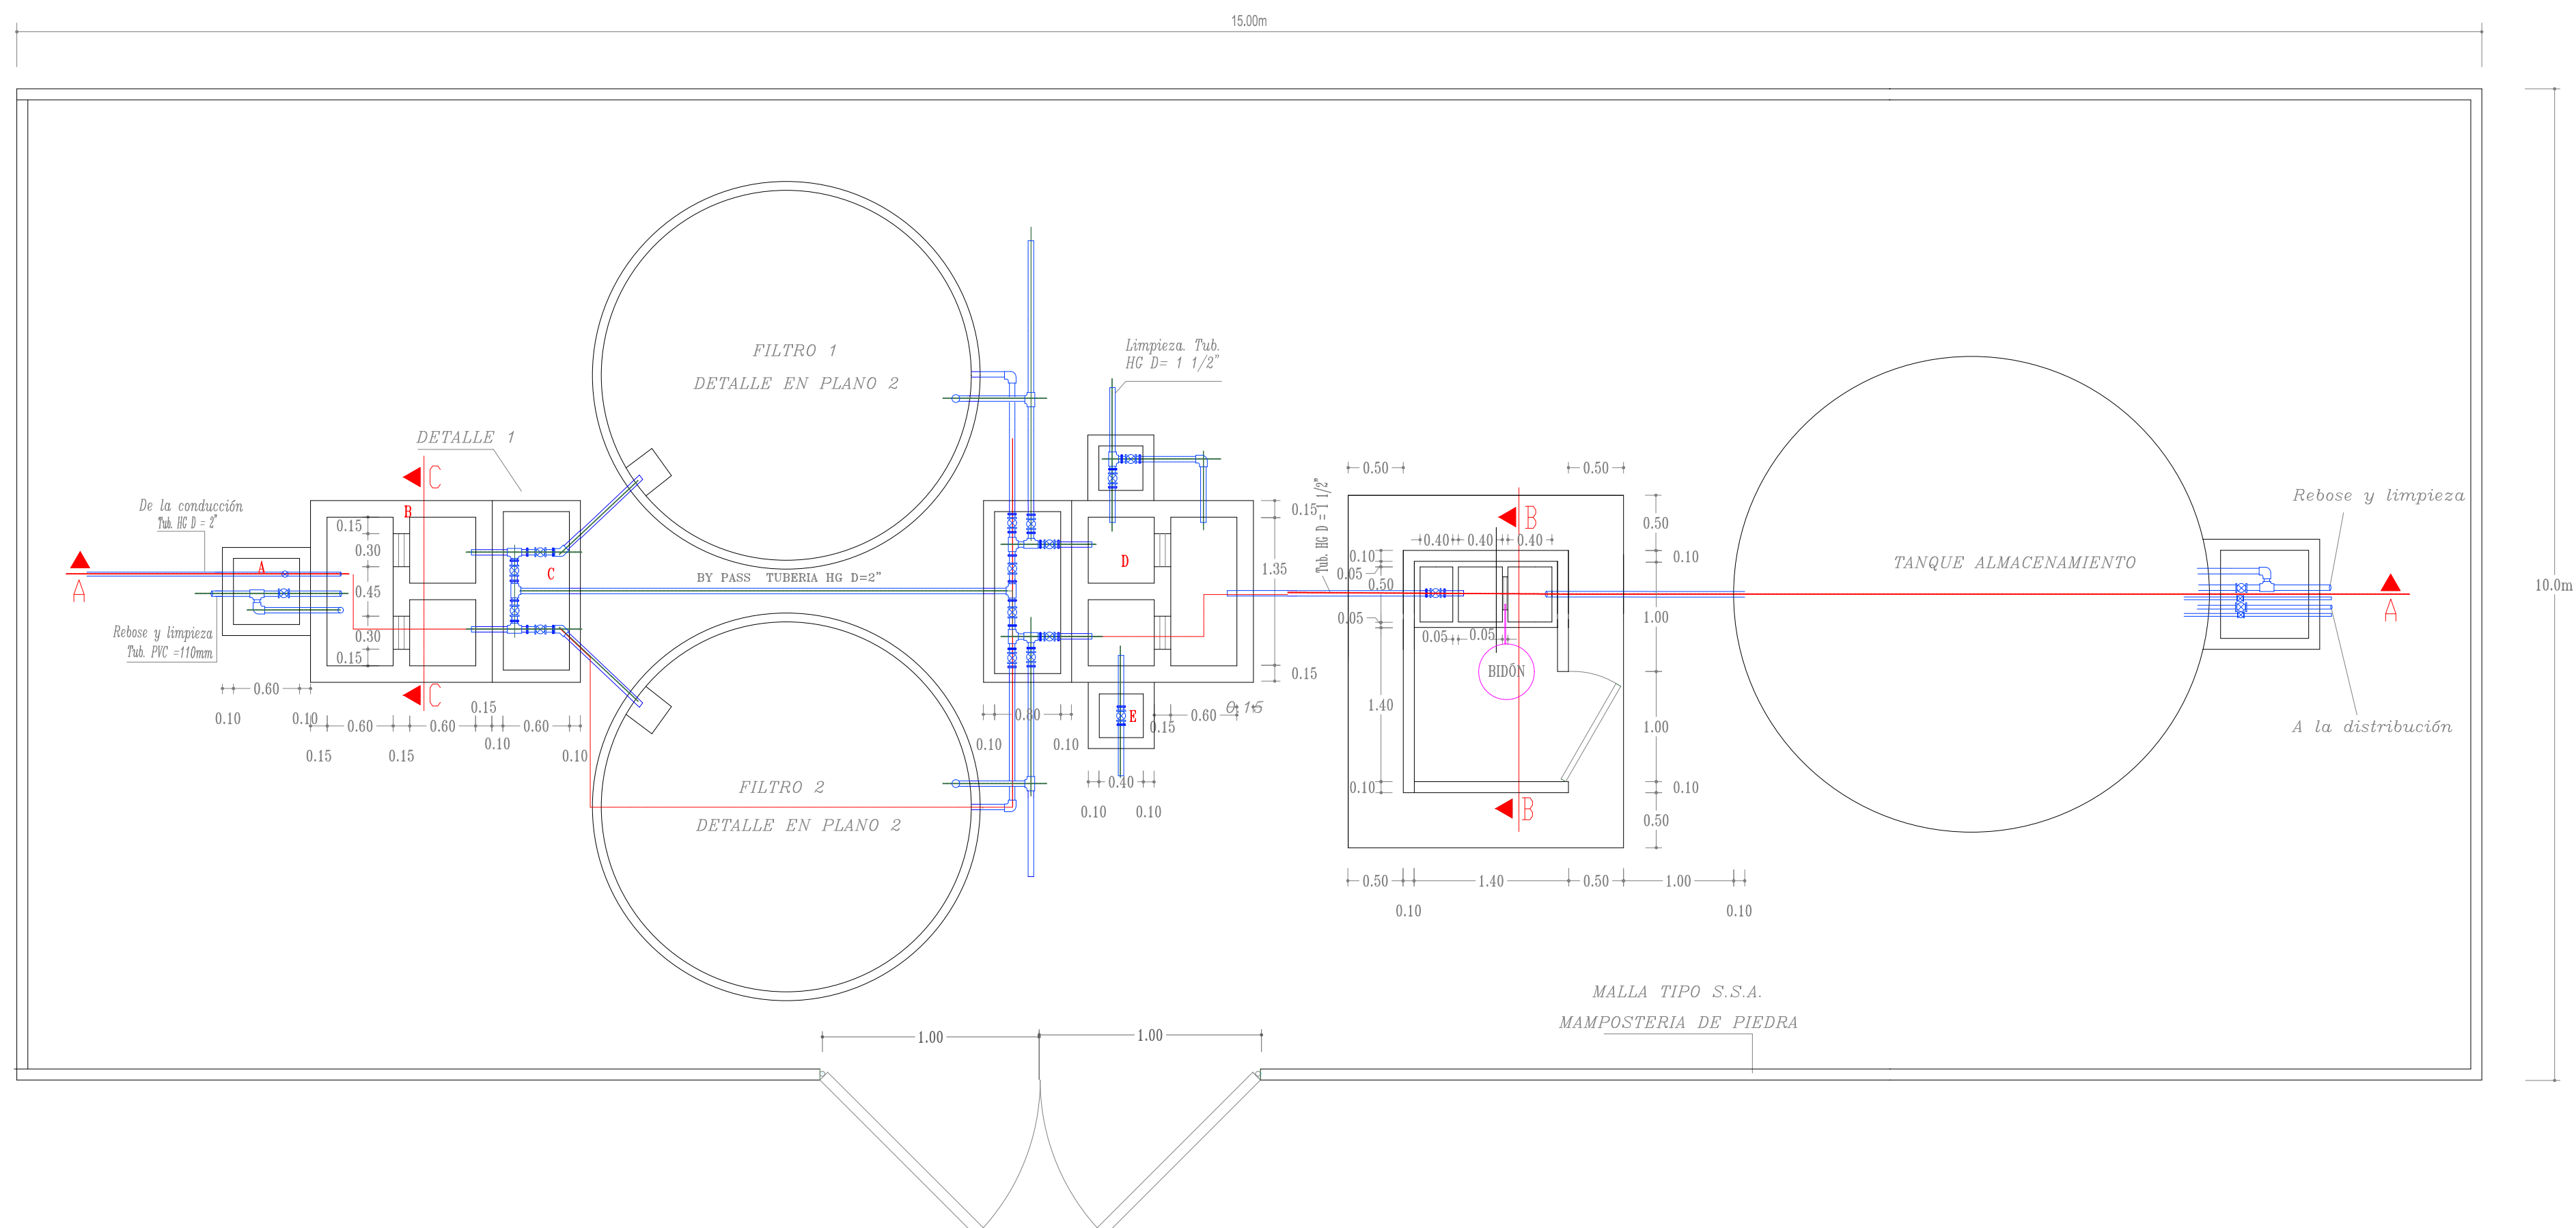 15.00m
10.0m
FILTRO 1
DETALLE EN PLANO 2
Limpieza. Tub.
HG D= 1 1/2"
DETALLE 1
C
De la conducción
Tub. HG D = 2"
B
0.15
0.30
0.45
0.30
0.15
A
A
C
BY PASS TUBERIA HG D=2"
D
Rebose y limpieza
Tub. PVC =110mm
0.60
0.10
0.10
C
0.15
0.60
0.60
0.60
0.15
0.15
0.10
0.10
FILTRO 2
DETALLE EN PLANO 2
0.15
1.35
0.15
0.80
0.10
0.10
E
0.15
0.60
0.15
0.40
0.10
0.10
Tub. HG D = 1 1/2"
0.50
0.50
B
0.40
0.40
0.40
0.10
0.05
0.50
0.05
0.05
0.05
BIDÓN
1.40
0.10
B
0.50
0.10
1.00
1.00
0.10
0.50
0.50
1.40
0.50
1.00
0.10
0.10
TANQUE ALMACENAMIENTO
Rebose y limpieza
A
A la distribución
MALLA TIPO S.S.A.
MAMPOSTERIA DE PIEDRA
1.00
1.00